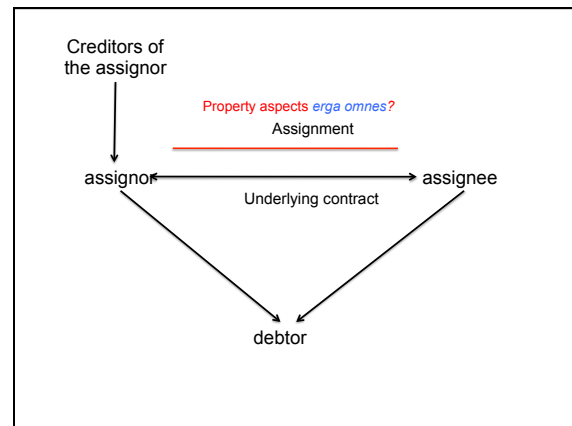 Creditors of
the assignor
Property aspects erga omnes?
Assignment
assignor
assignee
Underlying contract
debtor